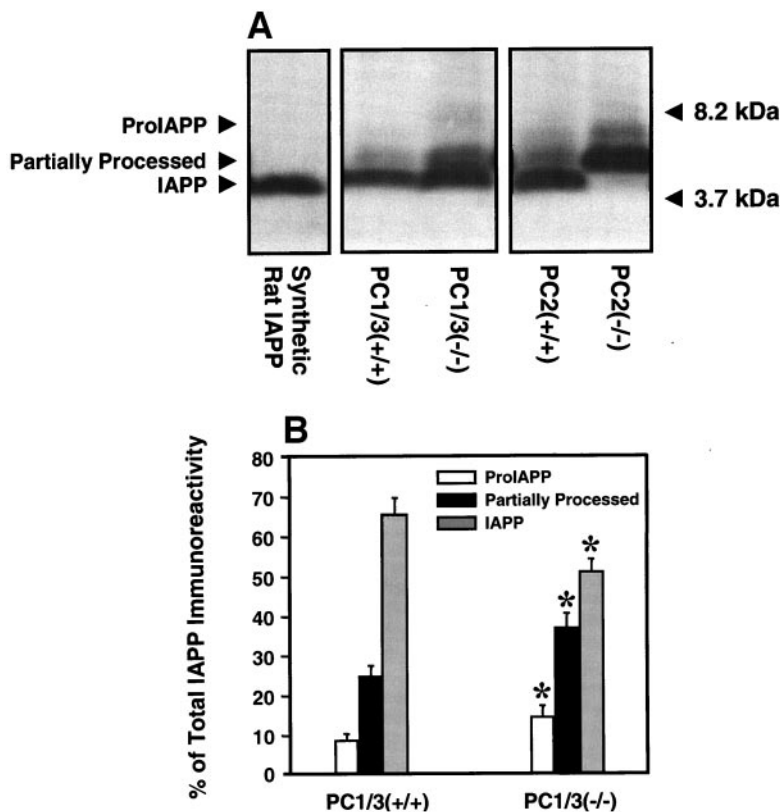 A
ProIAPP
Partially Processed
IAPP
8.2 kDa
3.7 kDa
Synthetic
Rat IAPP
PC1/3(+/+)
PC1/3(-/-)
PC2(+/+)
PC2(-/-)
B
% of Total IAPP Immunoreactivity
80
70
60
50
40
30
20
10
0
ProIAPP
Partially Processed
IAPP
*
*
*
PC1/3(+/+)
PC1/3(-/-)